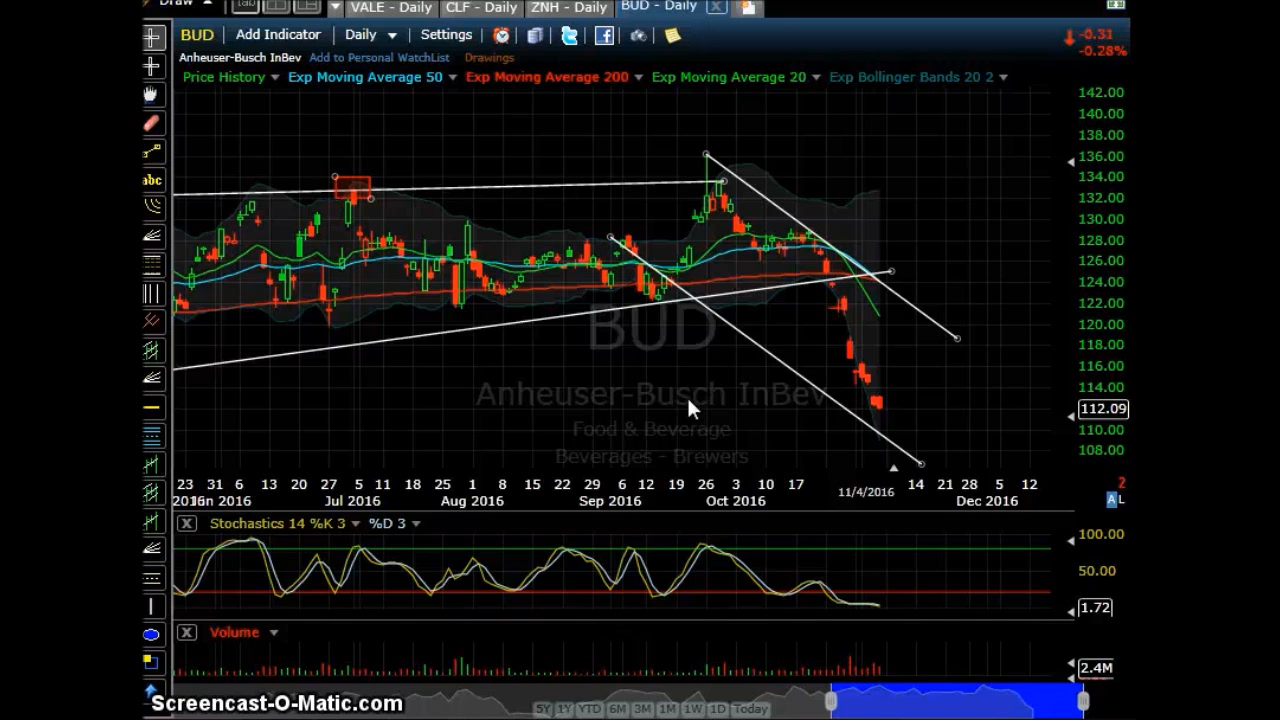 Draw
Tab
VALE - Daily
CLF - Daily
ZNH - Daily
BUD - Daily
X
BUD
Add Indicator
Daily
Settings
-0.31
-0.28%
Anheuser-Busch InBev
Add to Personal WatchList
Drawings
Price History
Exp Moving Average 50
Exp Moving Average 200
Exp Moving Average 20
Exp Bollinger Bands 20 2
abc
142.00
140.00
138.00
136.00
134.00
132.00
130.00
128.00
126.00
124.00
122.00
120.00
118.00
116.00
114.00
112.09
110.00
108.00
BUD
Anheuser-Busch InBev
Food & Beverage
Beverages - Brewers
23 31 6 13 20 27 5 11 18 25 1 8 15 22 29 6 12 19 26 3 10 17 11/4/2016 14 21 28 5 12
2016 Jun 2016 Jul 2016 Aug 2016 Sep 2016 Oct 2016 Dec 2016
2
A L
X Stochastics 14 %K 3 %D 3
100.00
50.00
1.72
X Volume
2.4M
5Y 1Y YTD 6M 3M 1M 1W 1D Today
Screencast-O-Matic.com